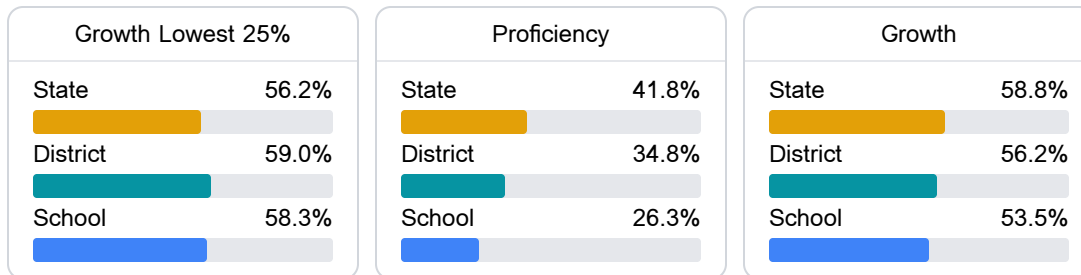 Growth Lowest 25%
State 56.2%
District 59.0%
School 58.3%
Proficiency
State 41.8%
District 34.8%
School 26.3%
Growth
State 58.8%
District 56.2%
School 53.5%